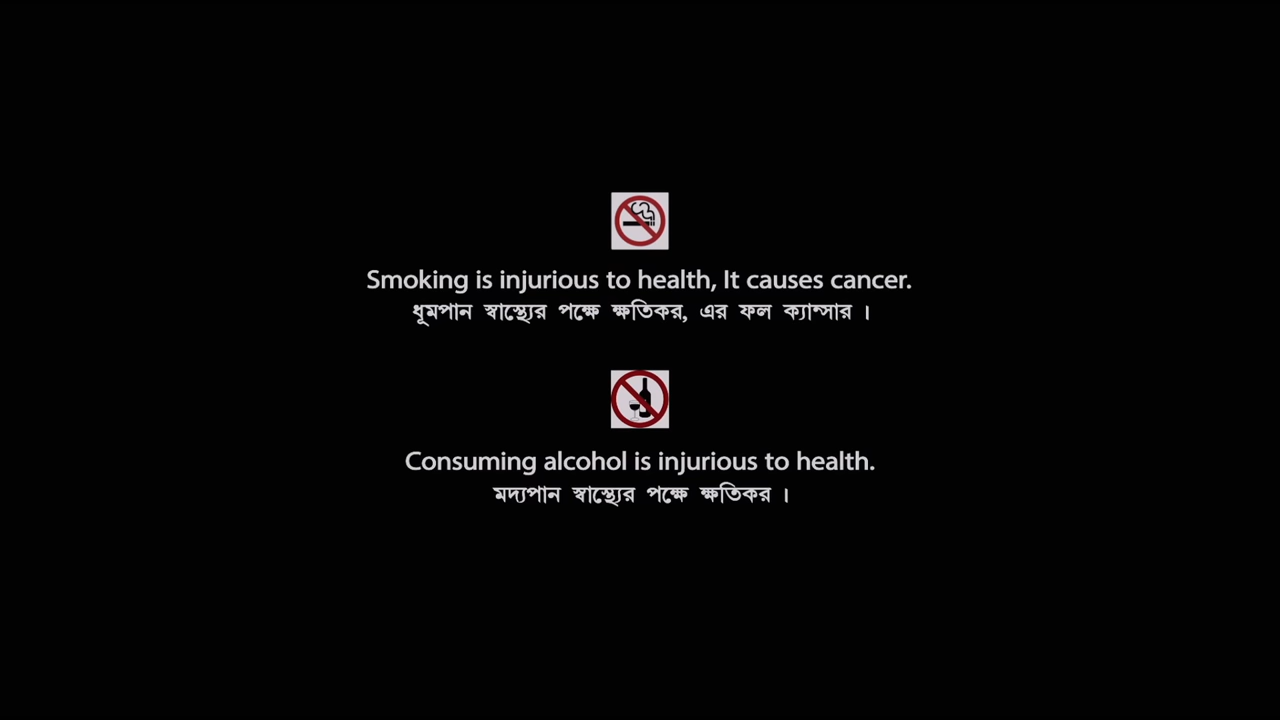 Smoking is injurious to health, It causes cancer.
ধূমপান স্বাস্থ্যের পক্ষে ক্ষতিকর, এর ফল ক্যান্সার ।
Consuming alcohol is injurious to health.
মদ্যপান স্বাস্থ্যের পক্ষে ক্ষতিকর ।